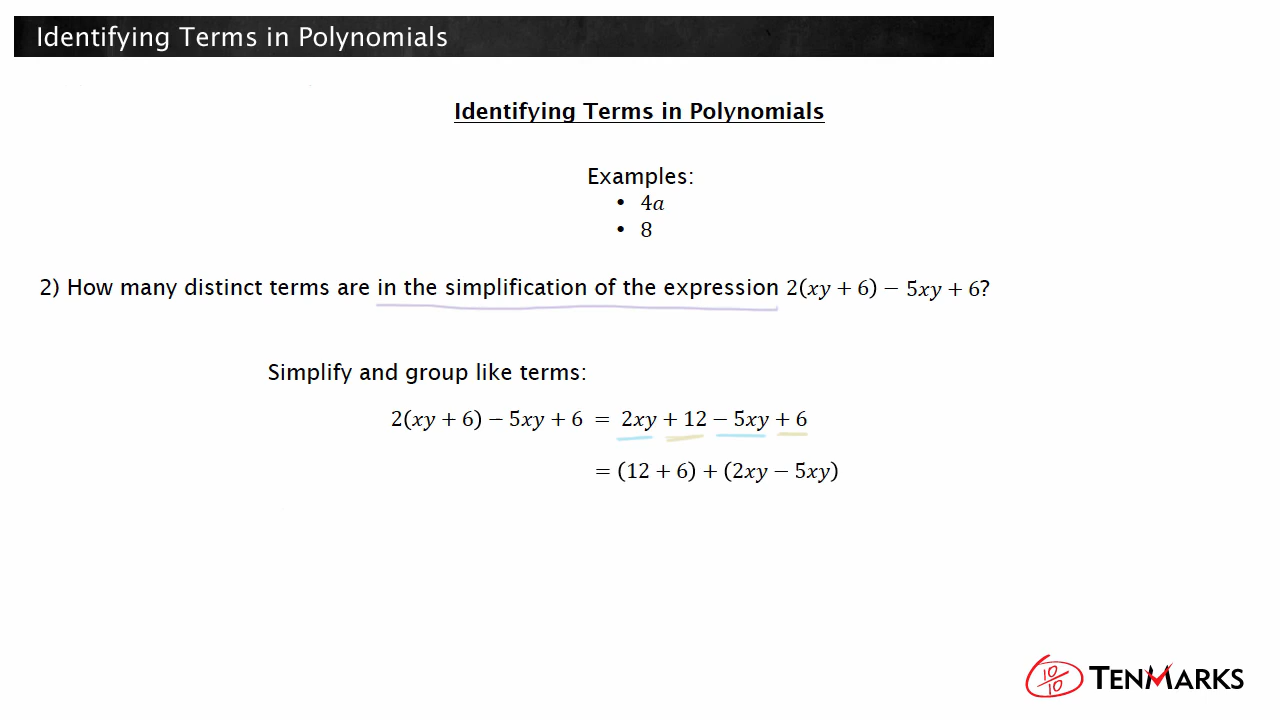 Identifying Terms in Polynomials
Identifying Terms in Polynomials
Examples:
• 4a
• 8
2) How many distinct terms are in the simplification of the expression 2(xy + 6) − 5xy + 6?
Simplify and group like terms:
2(xy + 6) − 5xy + 6 = 2xy + 12 − 5xy + 6
= (12 + 6) + (2xy − 5xy)
10/10 TENMARKS